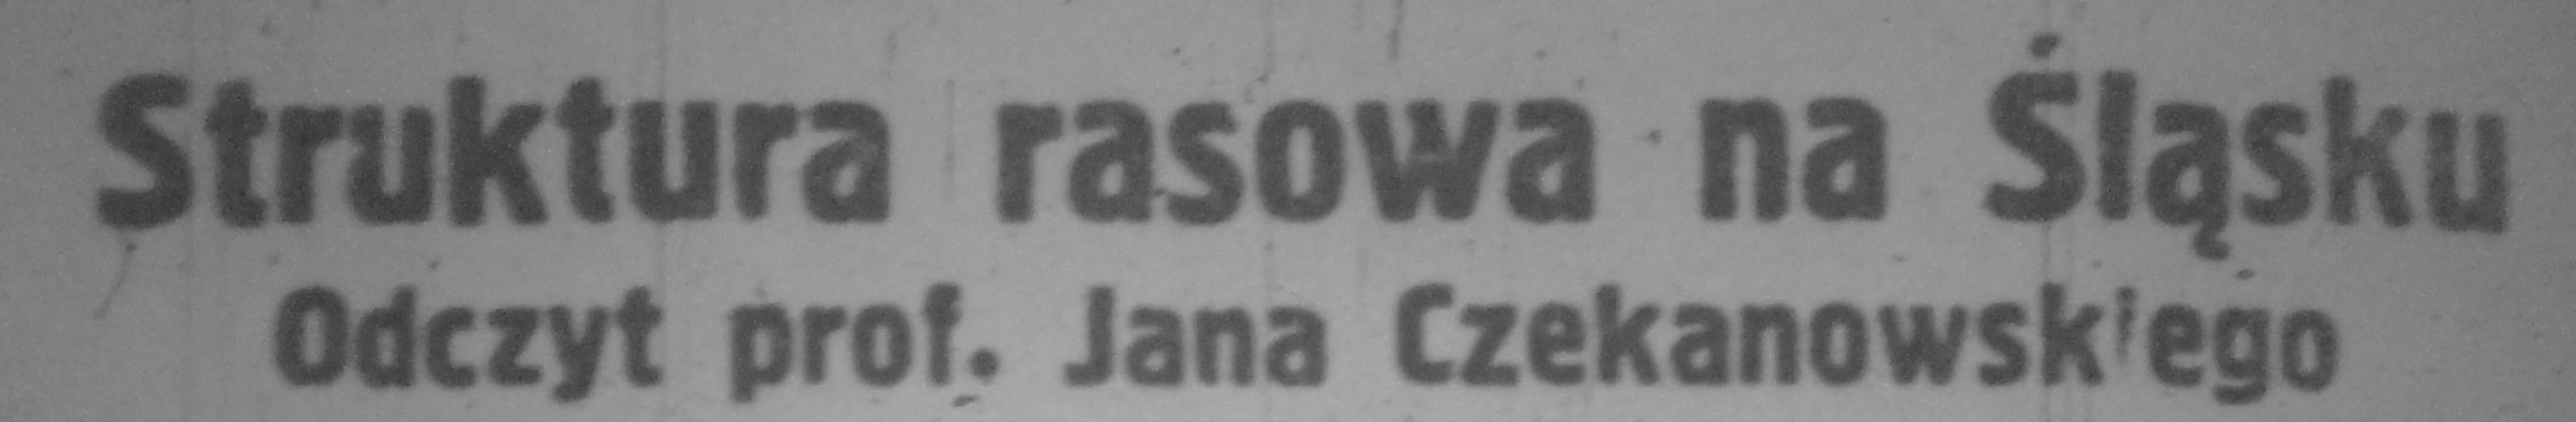 Struktura rasowa na Śląsku
Odczyt prof. Jana Czekanowskiego